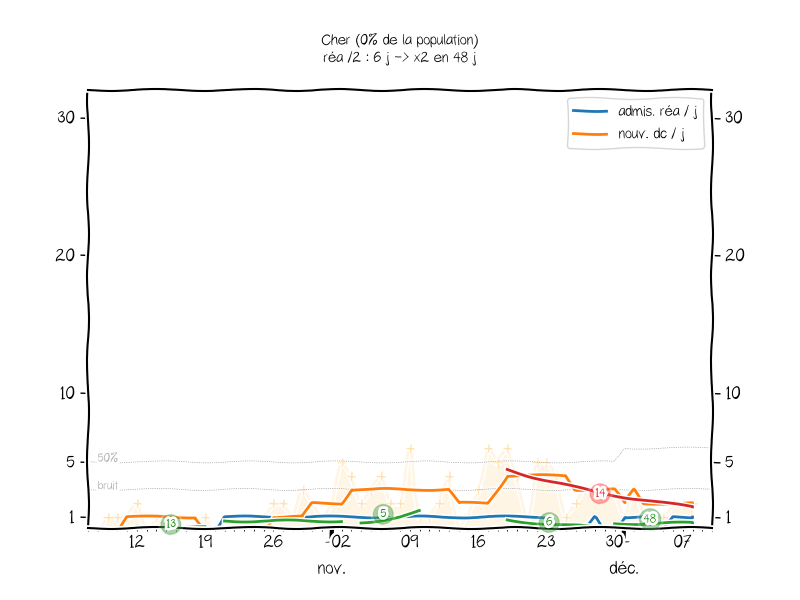 Cher (0% de la population)
réa /2 : 6 j -> x2 en 48 j
admis. réa / j
nouv. dc / j
30
30
20
20
10
10
5
50%
5
bruit
1
1
13
5
6
14
48
12 19 26 02 09 16 23 30 07
nov. déc.